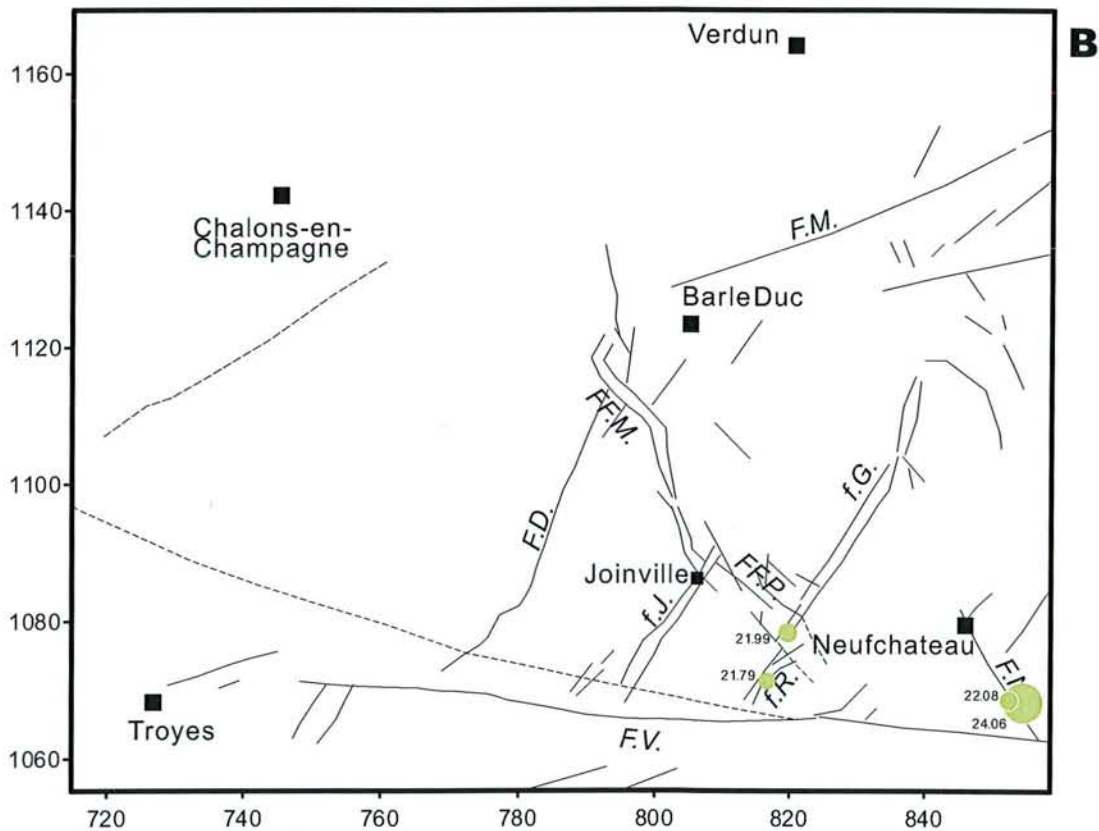 B
Verdun
1160
1140
1120
1100
1080
1060
Chalons-en-
Champagne
F.M.
BarleDuc
F.F.M.
F.D.
f.G.
Joinville
F.F.P.
f.J.
21.99
Neufchateau
21.79
f.R.
22.08
24.06
Troyes
F.V.
720
740
760
780
800
820
840